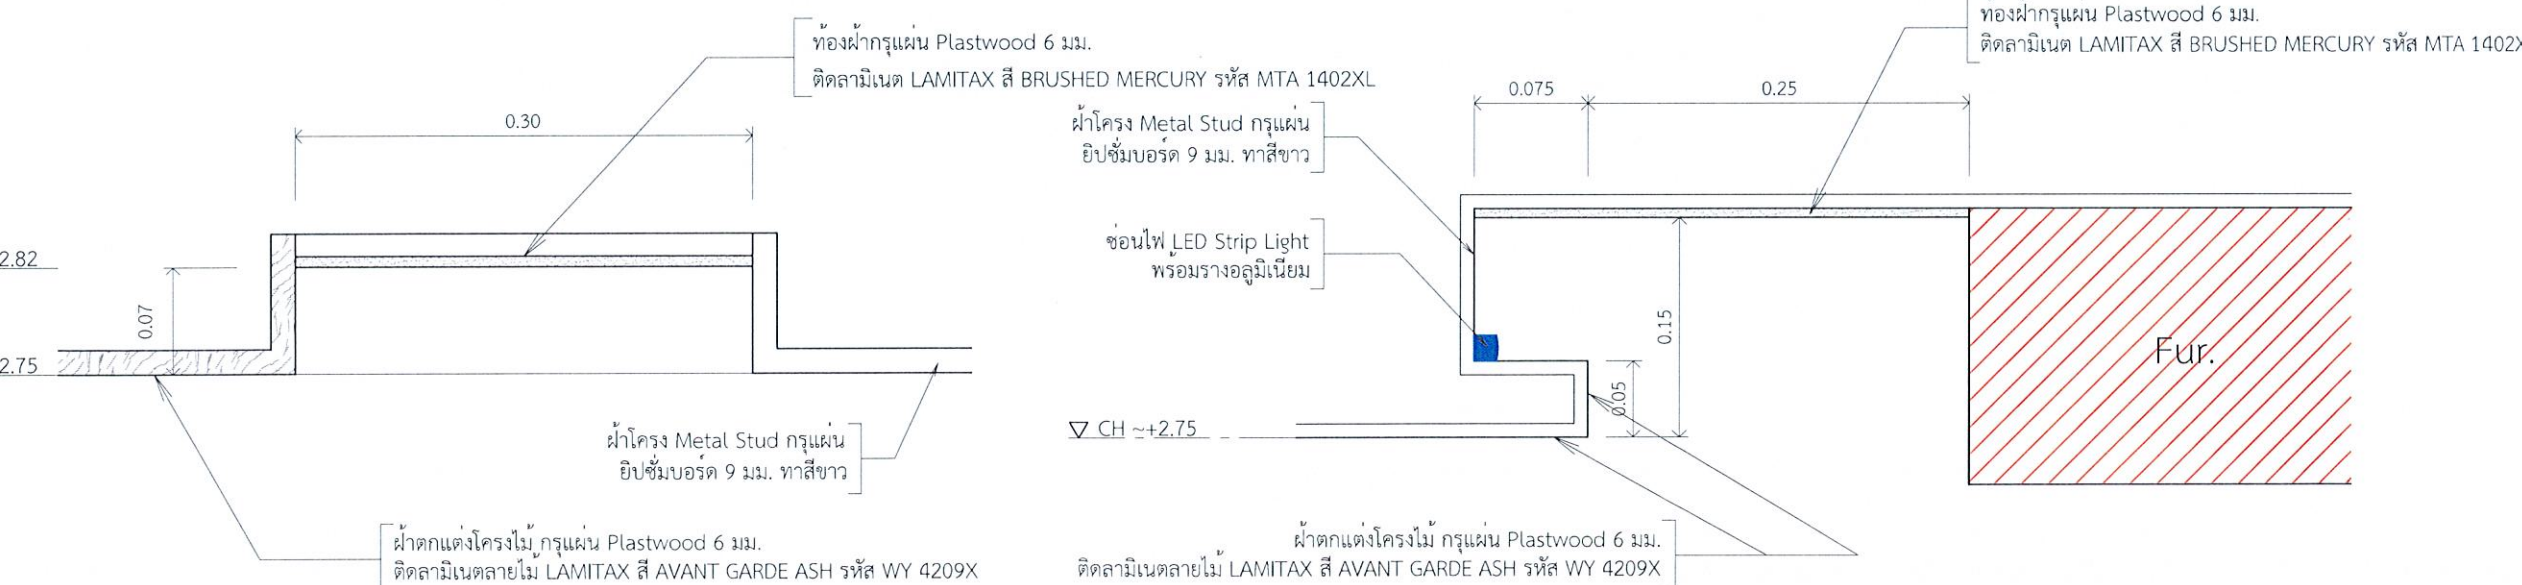 ท้องฝ้ากรุแผ่น Plastwood 6 มม.
ติดลามิเนต LAMITAX สี BRUSHED MERCURY รหัส MTA 1402XL
0.30
2.82
0.07
2.75
ฝ้าโครง Metal Stud กรุแผ่น
ยิปซั่มบอร์ด 9 มม. ทาสีขาว
ฝ้าตกแต่งโครงไม้ กรุแผ่น Plastwood 6 มม.
ติดลามิเนตลายไม้ LAMITAX สี AVANT GARDE ASH รหัส WY 4209X
ท้องฝ้ากรุแผ่น Plastwood 6 มม.
ติดลามิเนต LAMITAX สี BRUSHED MERCURY รหัส MTA 1402X
0.075
0.25
ฝ้าโครง Metal Stud กรุแผ่น
ยิปซั่มบอร์ด 9 มม. ทาสีขาว
ซ่อนไฟ LED Strip Light
พร้อมรางอลูมิเนียม
0.15
0.05
Fur.
CH ~+2.75
ฝ้าตกแต่งโครงไม้ กรุแผ่น Plastwood 6 มม.
ติดลามิเนตลายไม้ LAMITAX สี AVANT GARDE ASH รหัส WY 4209X